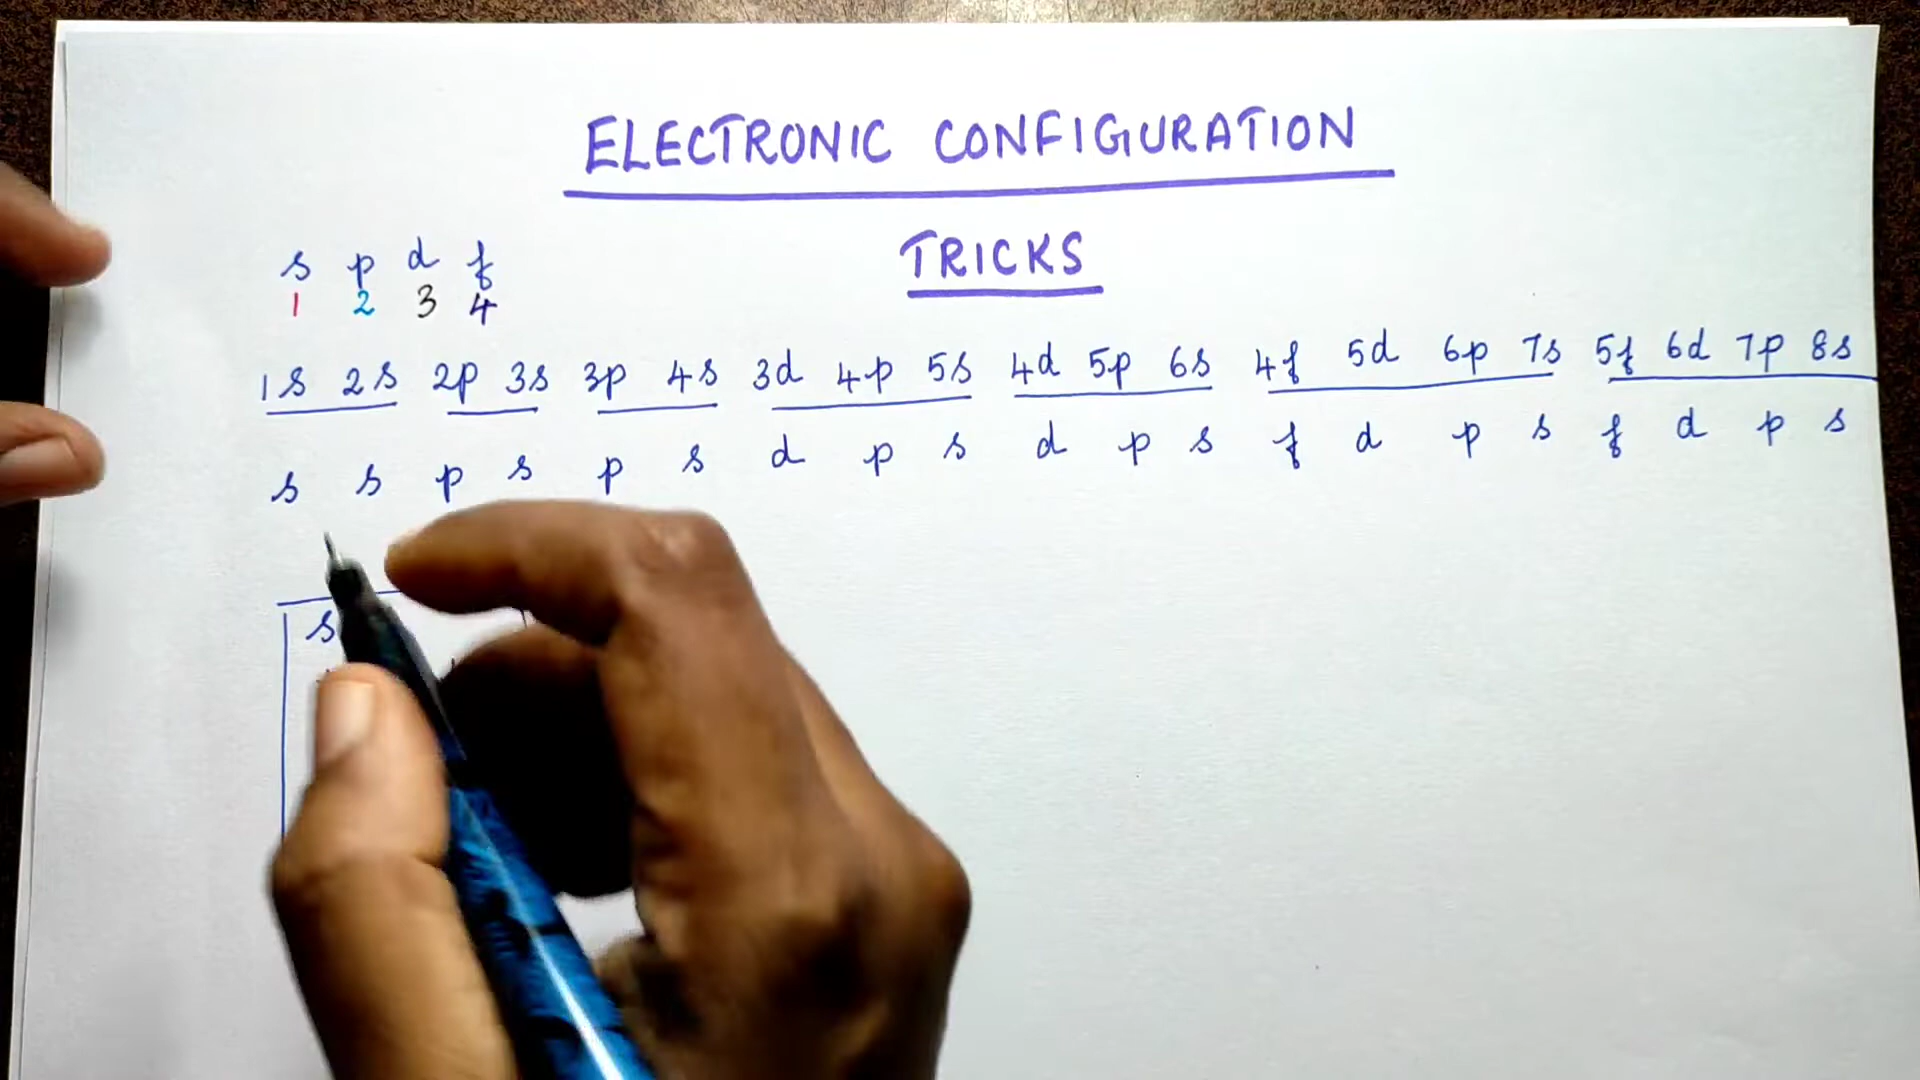 ELECTRONIC CONFIGURATION
TRICKS
s p d f
1 2 3 4
1s 2s 2p 3s 3p 4s 3d 4p 5s 4d 5p 6s 4f 5d 6p 7s 5f 6d 7p 8s
s s p s p s d p s d p s f d p s f d p s
s